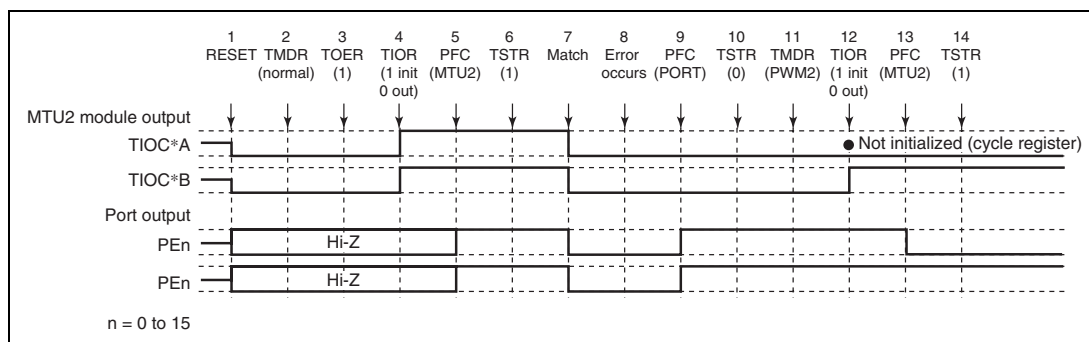 1 2 3 4 5 6 7 8 9 10 11 12 13 14
RESET TMDR TOER TIOR PFC TSTR Match Error PFC TSTR TMDR TIOR PFC TSTR
(normal) (1) (1 init (MTU2) (1) occurs (PORT) (0) (PWM2) (1 init (MTU2) (1)
0 out) 0 out)
MTU2 module output
TIOC*A
● Not initialized (cycle register)
TIOC*B
Port output
PEn Hi-Z
PEn Hi-Z
n = 0 to 15